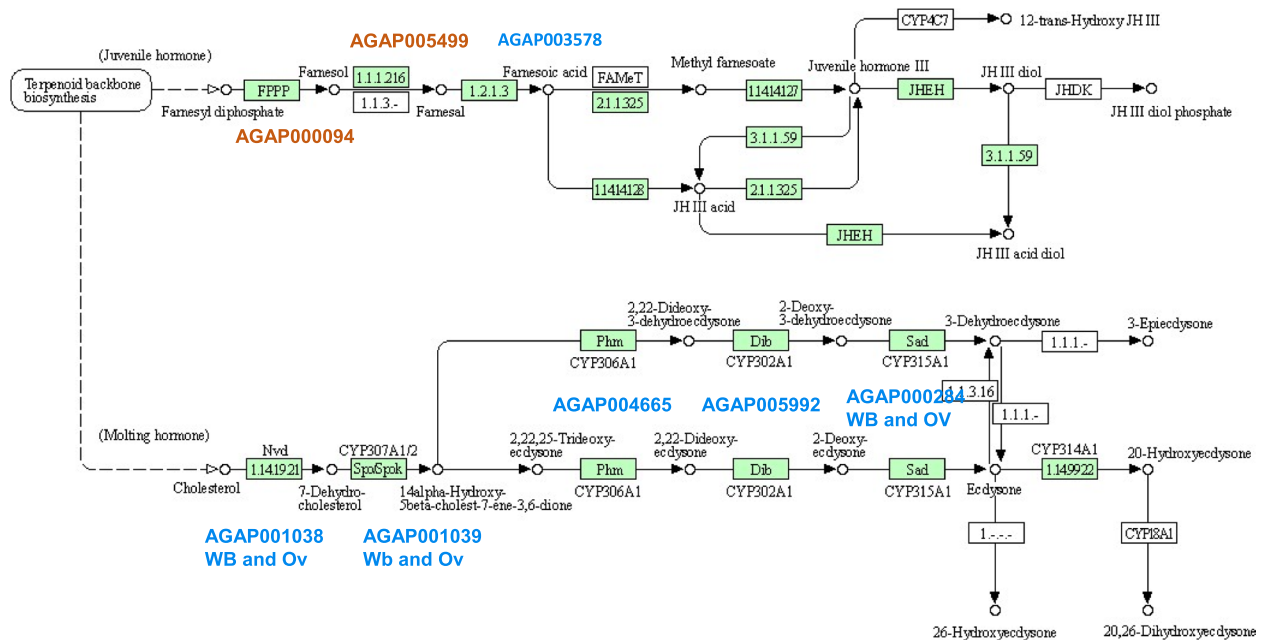 CYP4C7
12-trans-Hydroxy JH III
AGAP005499
AGAP003578
(Juvenile hormone)
Terpenoid backbone
biosynthesis
Farnesol
1.1.1.216
1.1.3.-
FPPP
Farnesyl diphosphate
Farnesal
1.2.1.3
Farnesoic acid
FAMeT
2.1.1.325
Methyl farnesoate
1.14.14.127
Juvenile hormone III
JHEH
JH III diol
JHDK
JH III diol phosphate
AGAP000094
3.1.1.59
3.1.1.59
1.14.14.128
JH III acid
2.1.1.325
JHEH
JH III acid diol
2,22-Dideoxy-
3-dehydroecdysone
2-Deoxy-
3-dehydroecdysone
3-Dehydroecdysone
3-Epiecdysone
Phm
CYP306A1
Dib
CYP302A1
Sad
CYP315A1
1.1.1.-
AGAP004665
AGAP005992
AGAP000284
WB and OV
1.1.3.16
1.1.1.-
(Molting hormone)
Nvd
1.14.19.21
CYP307A1/2
Spo/Spok
2,22,25-Trideoxy-
ecdysone
2,22-Dideoxy-
ecdysone
2-Deoxy-
ecdysone
CYP314A1
1.14.99.22
20-Hydroxyecdysone
Phm
CYP306A1
Dib
CYP302A1
Sad
CYP315A1
Ecdysone
Cholesterol
7-Dehydro-
cholesterol
14alpha-Hydroxy-
5beta-cholest-7-ene-3,6-dione
AGAP001038
WB and Ov
AGAP001039
Wb and Ov
1.-.-.-
CYP18A1
26-Hydroxyecdysone
20,26-Dihydroxyecdysone